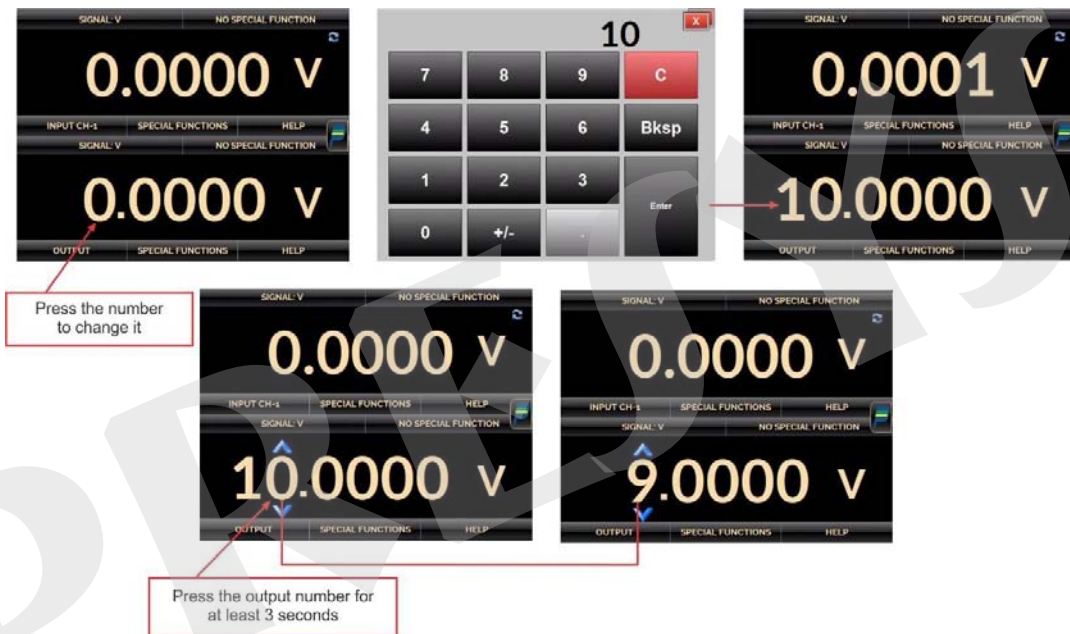 SIGNAL: V NO SPECIAL FUNCTION
0.0000 V
INPUT CH-1 SPECIAL FUNCTIONS HELP
SIGNAL: V NO SPECIAL FUNCTION
0.0000 V
OUTPUT SPECIAL FUNCTIONS HELP
Press the number
to change it
X
10
7 8 9 C
4 5 6 Bksp
1 2 3
Enter
0 +/- .
SIGNAL: V NO SPECIAL FUNCTION
0.0001 V
INPUT CH-1 SPECIAL FUNCTIONS HELP
SIGNAL: V NO SPECIAL FUNCTION
10.0000 V
OUTPUT SPECIAL FUNCTIONS HELP
SIGNAL: V NO SPECIAL FUNCTION
0.0000 V
INPUT CH-1 SPECIAL FUNCTIONS HELP
SIGNAL: V NO SPECIAL FUNCTION
10.0000 V
OUTPUT SPECIAL FUNCTIONS HELP
Press the output number for
at least 3 seconds
SIGNAL: V NO SPECIAL FUNCTION
0.0000 V
INPUT CH-1 SPECIAL FUNCTIONS HELP
SIGNAL: V NO SPECIAL FUNCTION
9.0000 V
OUTPUT SPECIAL FUNCTIONS HELP
PRESYS